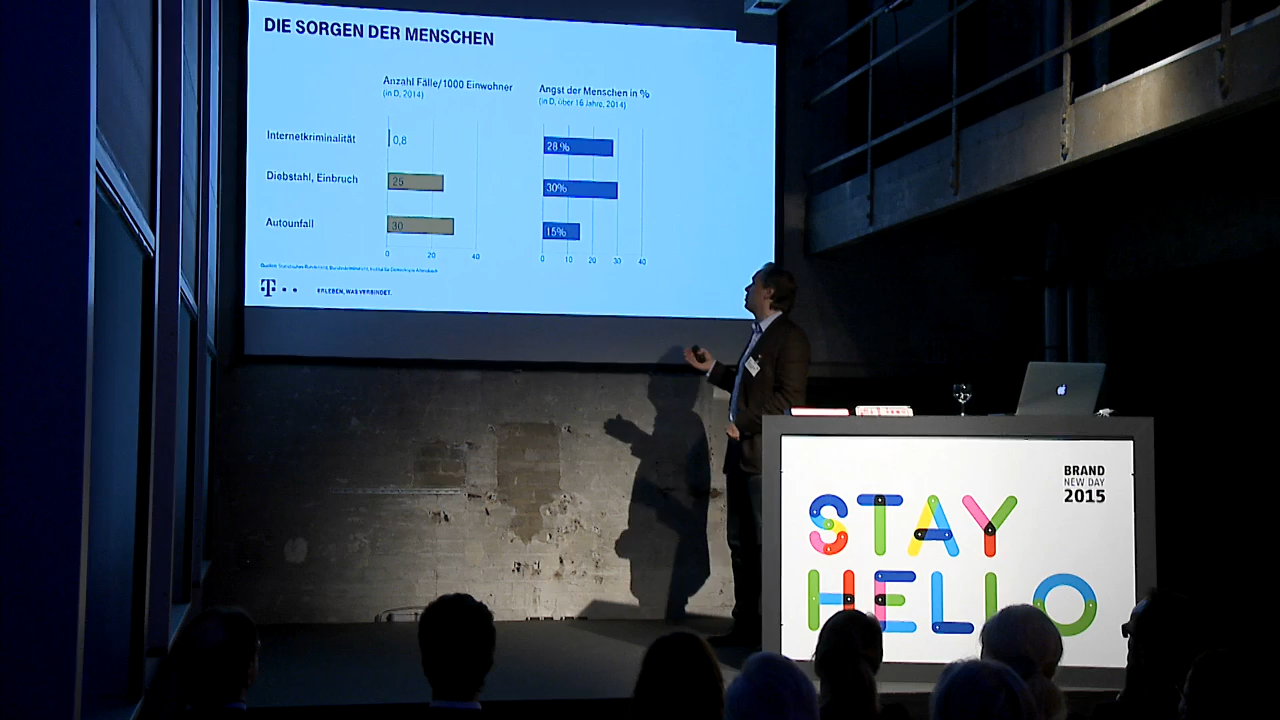 DIE SORGEN DER MENSCHEN
Anzahl Fälle/1000 Einwohner
(in D, 2014)
Angst der Menschen in %
(in D, über 16 Jahre, 2014)
Internetkriminalität
0,8
28 %
Diebstahl, Einbruch
25
30%
Autounfall
30
15%
0 20 40
0 10 20 30 40
T
ERLEBEN, WAS VERBINDET.
BRAND
NEW DAY
2015
STAY
HELLO